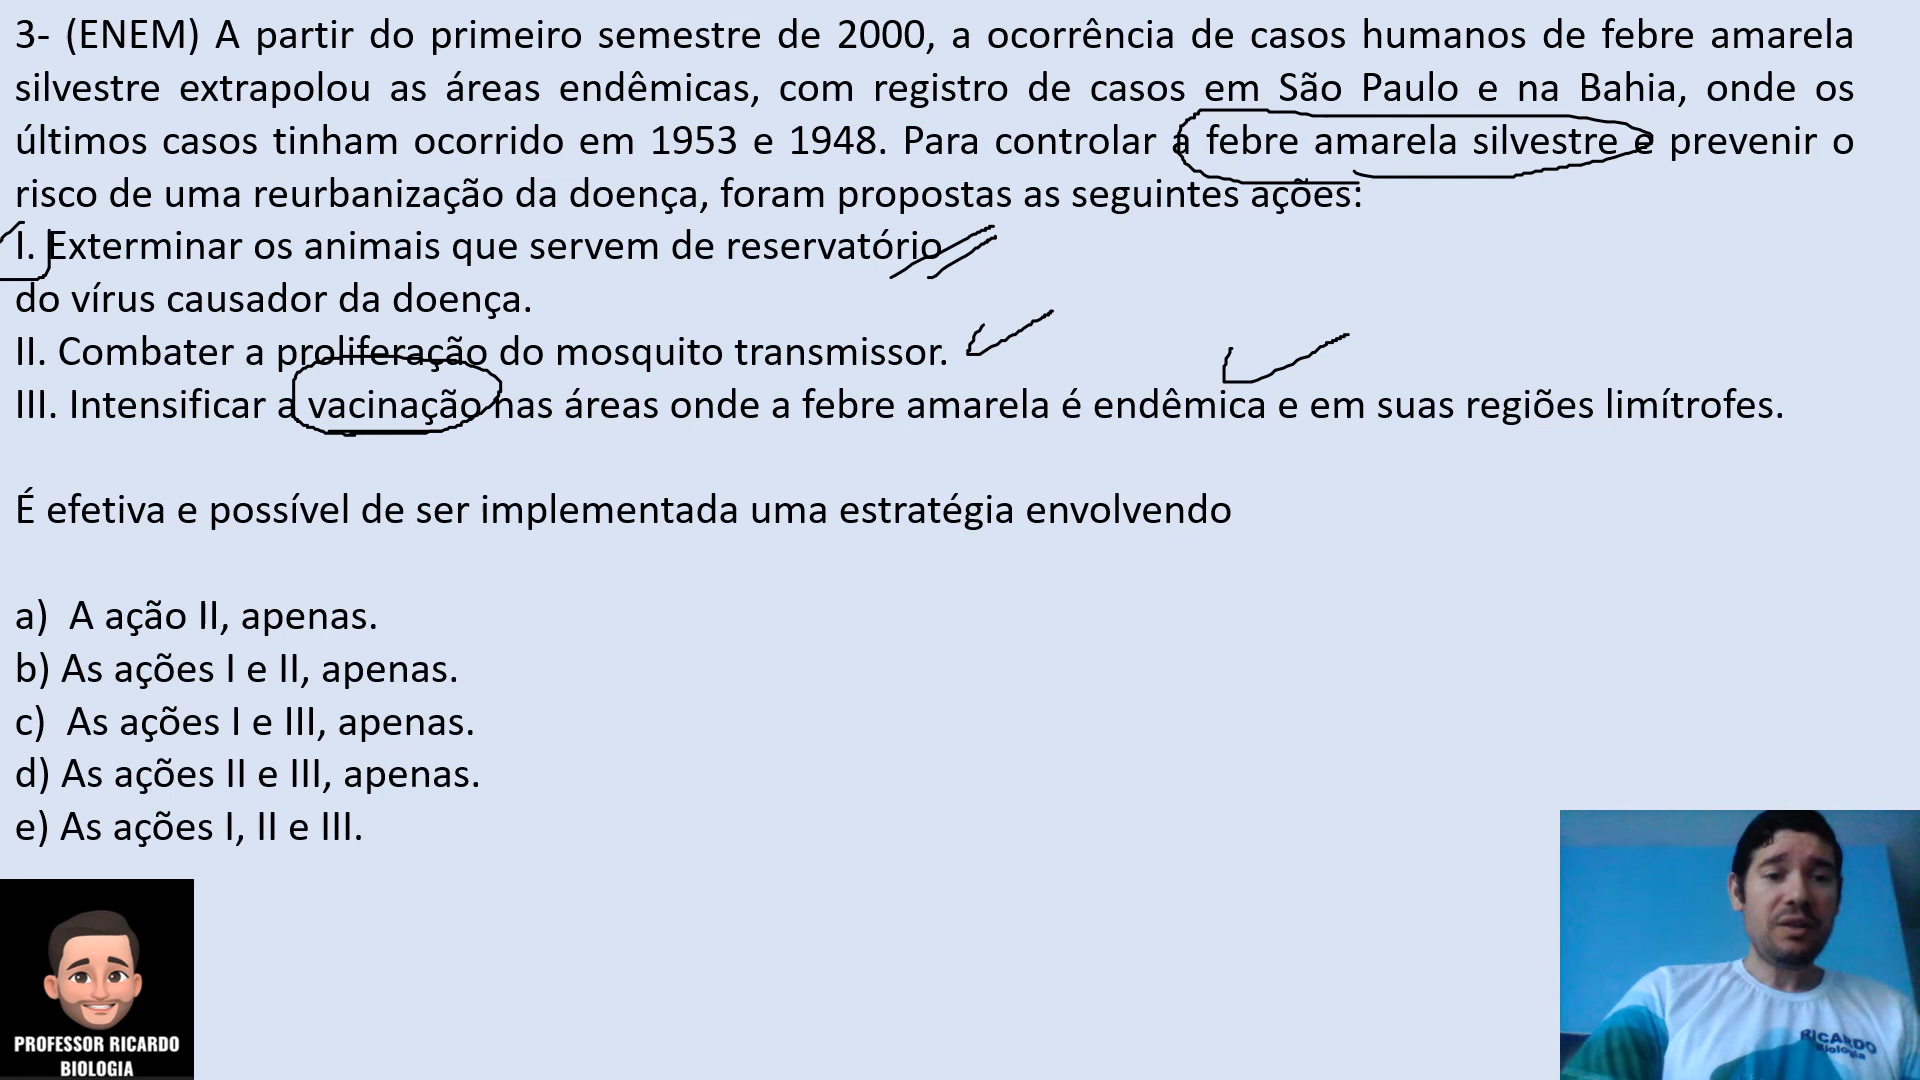 3- (ENEM) A partir do primeiro semestre de 2000, a ocorrência de casos humanos de febre amarela
silvestre extrapolou as áreas endêmicas, com registro de casos em São Paulo e na Bahia, onde os
últimos casos tinham ocorrido em 1953 e 1948. Para controlar a febre amarela silvestre e prevenir o
risco de uma reurbanização da doença, foram propostas as seguintes ações:
I. Exterminar os animais que servem de reservatório
do vírus causador da doença.
II. Combater a proliferação do mosquito transmissor.
III. Intensificar a vacinação nas áreas onde a febre amarela é endêmica e em suas regiões limítrofes.
É efetiva e possível de ser implementada uma estratégia envolvendo
a) A ação II, apenas.
b) As ações I e II, apenas.
c) As ações I e III, apenas.
d) As ações II e III, apenas.
e) As ações I, II e III.
PROFESSOR RICARDO
BIOLOGIA
RICARDO
Biologia